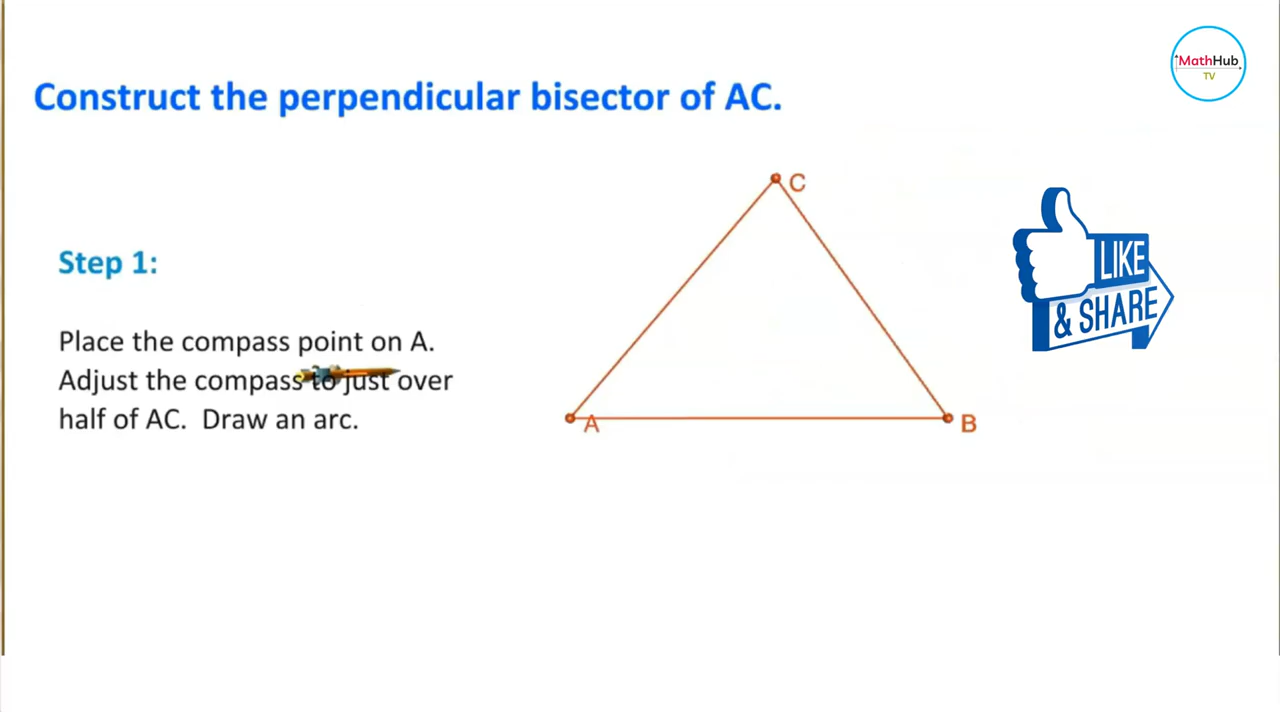 MathHub
TV
Construct the perpendicular bisector of AC.
C
Step 1:
LIKE
& SHARE
Place the compass point on A.
Adjust the compass to just over
half of AC. Draw an arc.
A
B